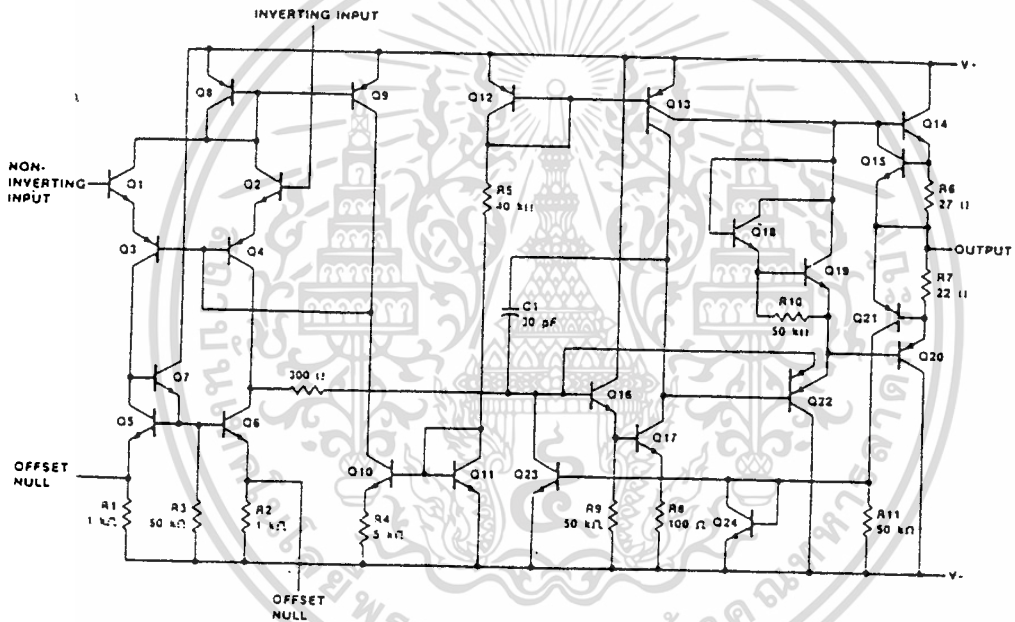 INVERTING INPUT
V+
Q8
Q9
Q12
Q13
Q14
Q15
NON-
INVERTING
INPUT
Q1
Q2
R5
R6
27 Ω
Q3
Q4
Q18
OUTPUT
Q19
R7
22 Ω
R10
50 kΩ
C1
Q21
Q20
Q7
300 Ω
Q16
Q22
Q5
Q6
Q17
OFFSET
NULL
Q10
Q11
Q23
R1
1 kΩ
R3
50 kΩ
R2
1 kΩ
R4
5 kΩ
R9
50 kΩ
R8
100 Ω
Q24
R11
50 kΩ
V-
OFFSET
NULL